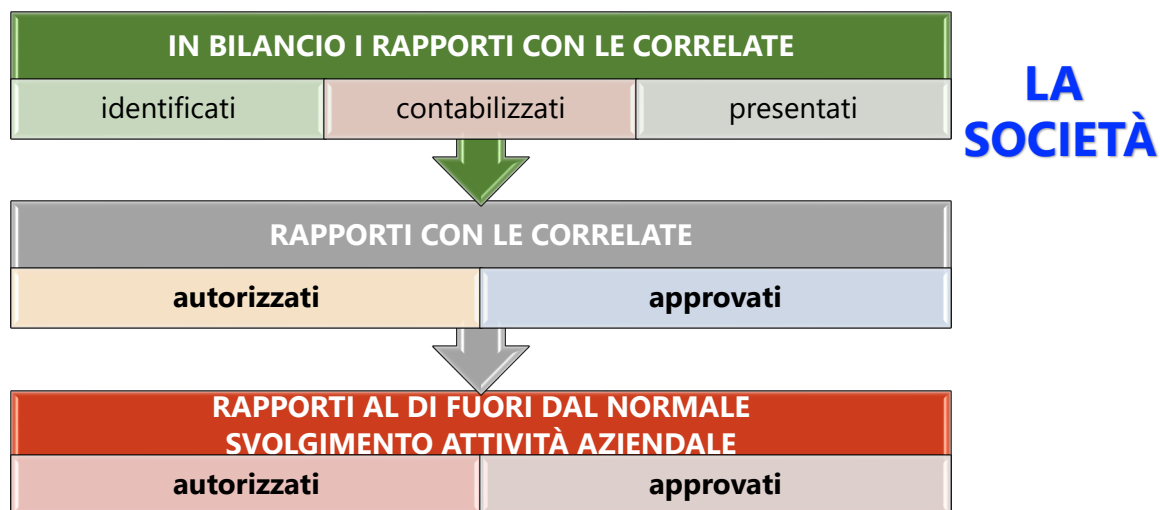 IN BILANCIO I RAPPORTI CON LE CORRELATE
identificati contabilizzati presentati
LA
SOCIETÀ
RAPPORTI CON LE CORRELATE
autorizzati approvati
RAPPORTI AL DI FUORI DAL NORMALE
SVOLGIMENTO ATTIVITÀ AZIENDALE
autorizzati approvati